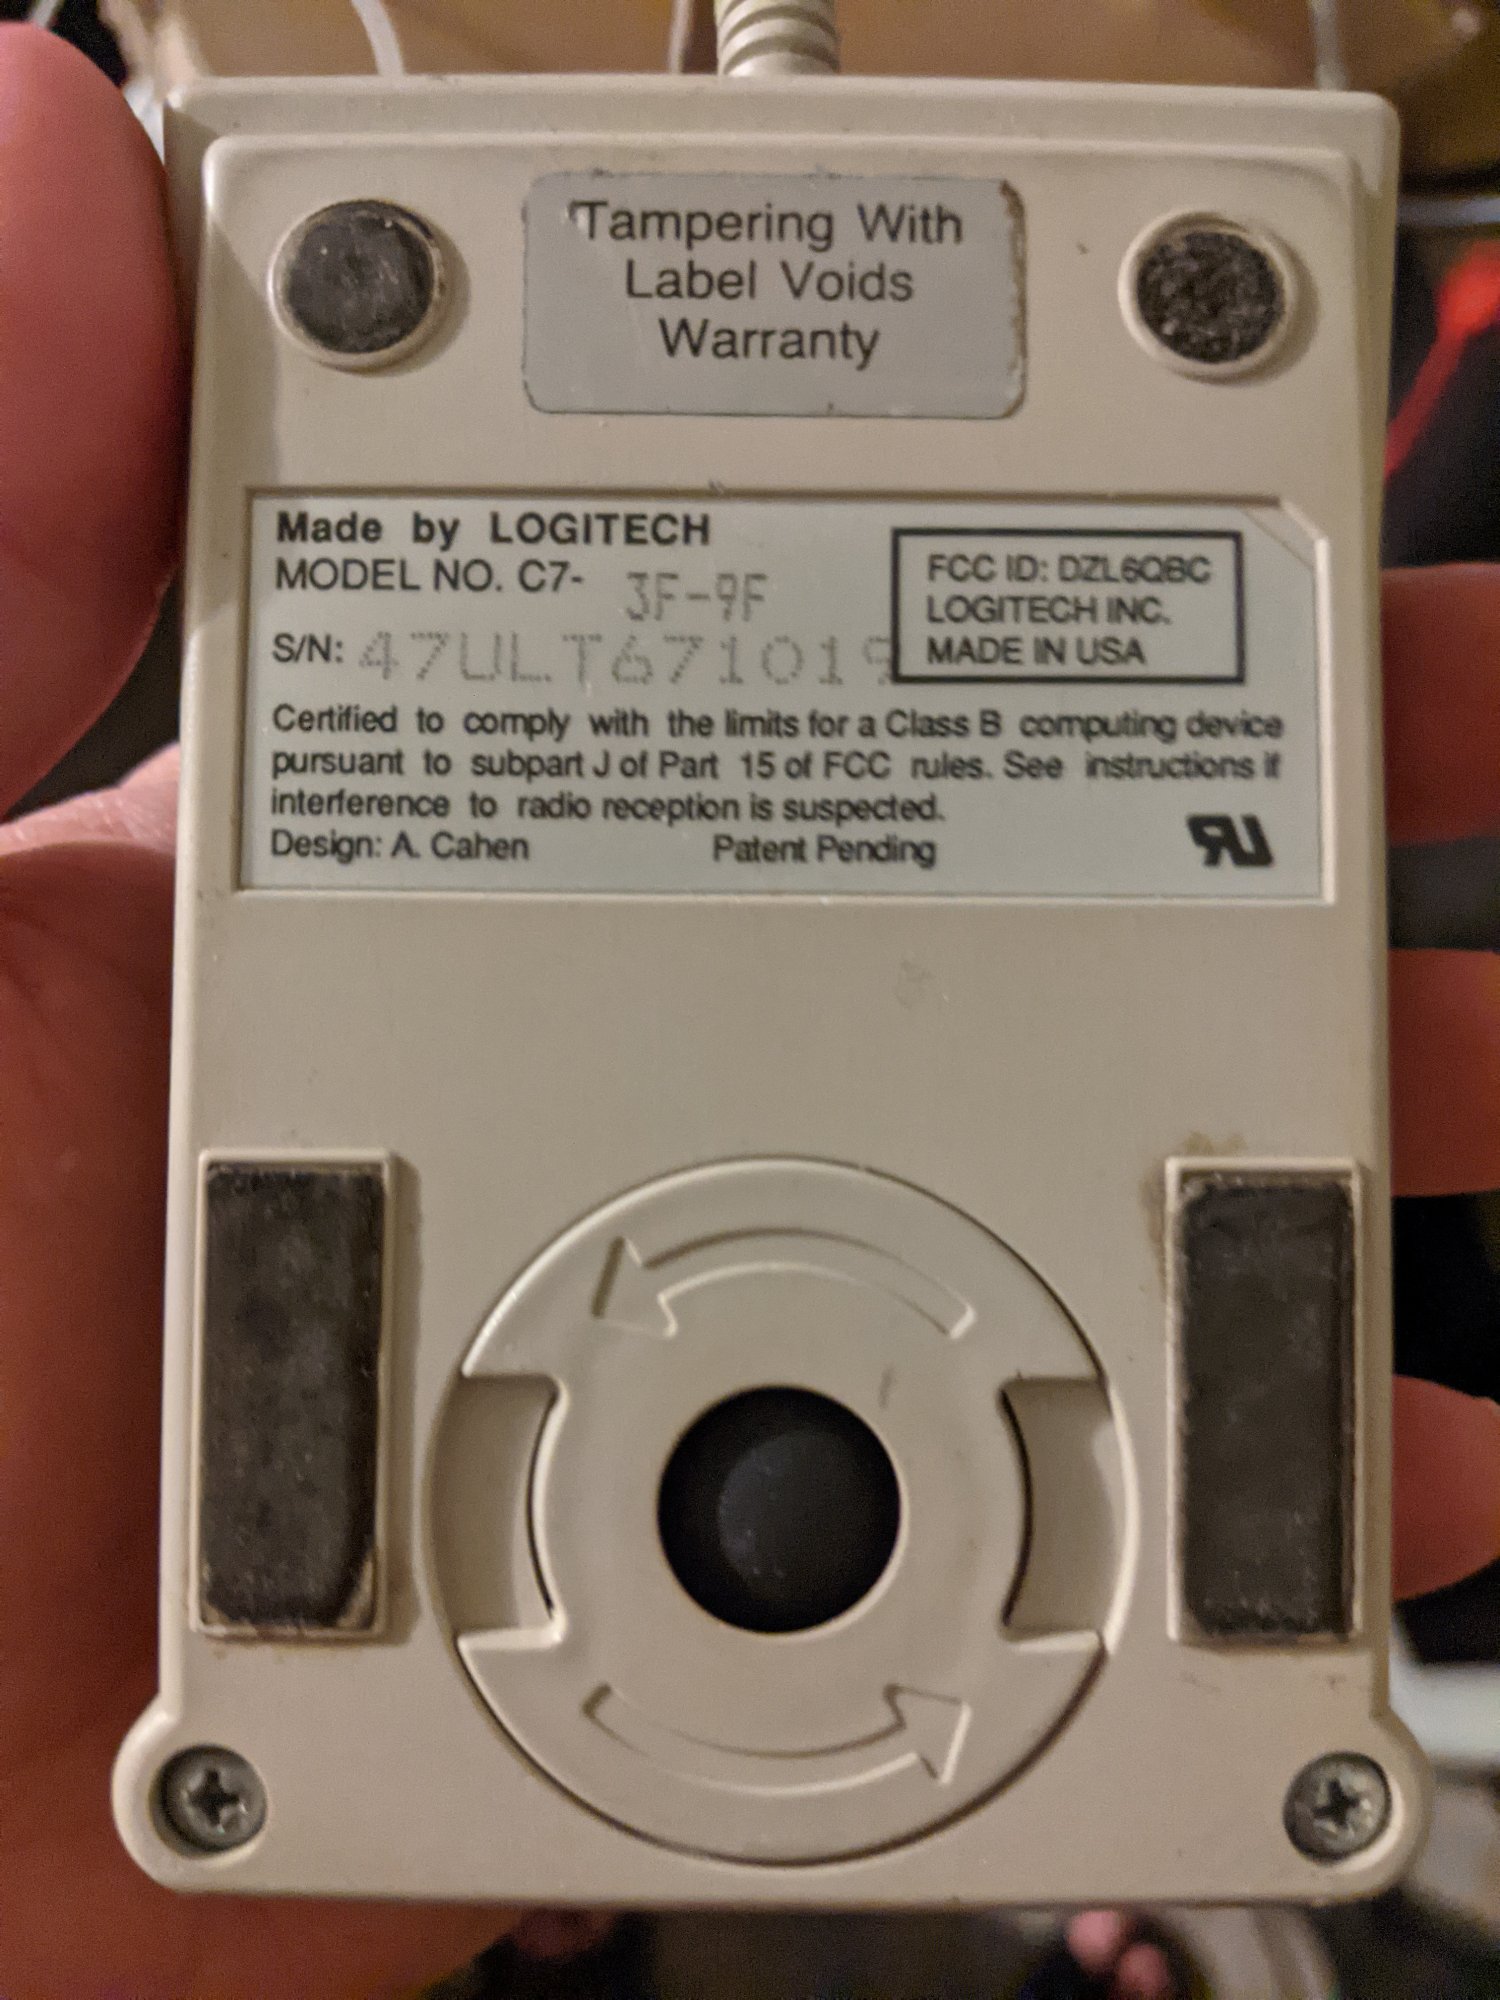 Tampering With
Label Voids
Warranty
Made by LOGITECH
MODEL NO. C7- 3F-9F
S/N: 47ULT671019
FCC ID: DZL6QBC
LOGITECH INC.
MADE IN USA
Certified to comply with the limits for a Class B computing device
pursuant to subpart J of Part 15 of FCC rules. See instructions if
interference to radio reception is suspected.
Design: A. Cahen Patent Pending